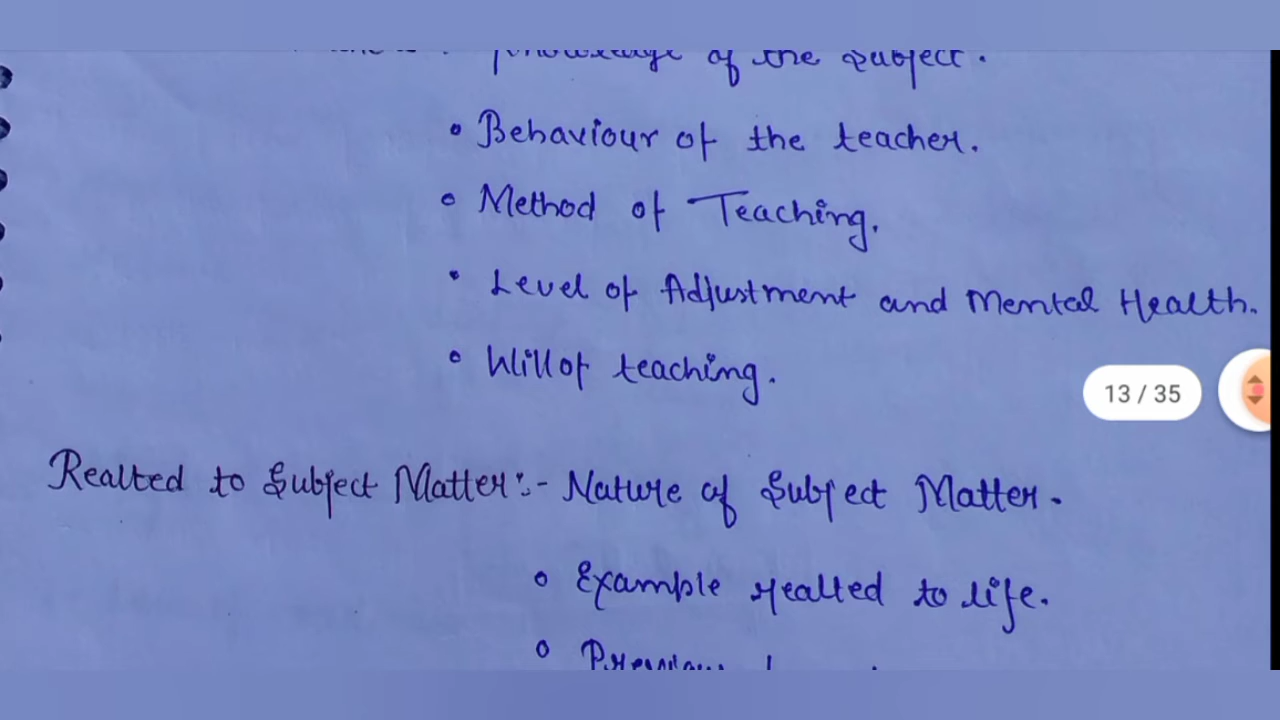 knowledge of the subject.
• Behaviour of the teacher.
• Method of Teaching.
• Level of Adjustment and Mental Health.
• Will of teaching.
13 / 35
Realted to Subject Matter:- Nature of Subject Matter.
• Example realted to life.